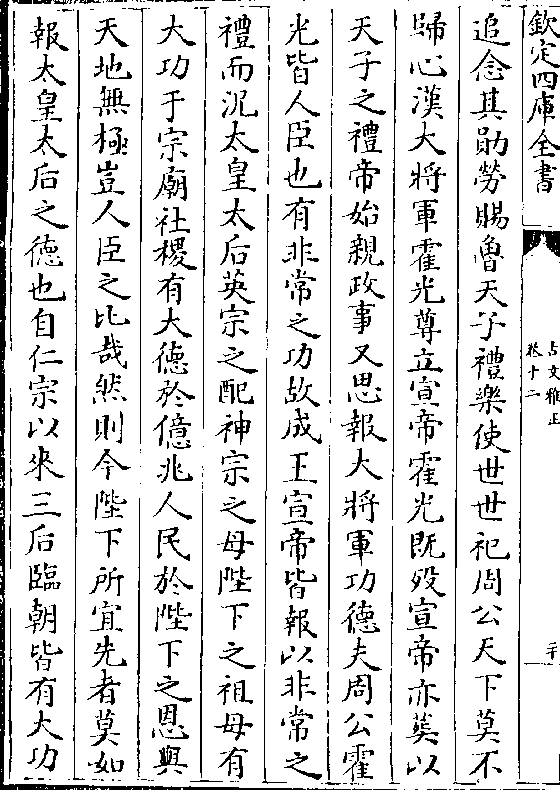 欽定四庫全書
古文雅正
卷十二
二十
追念其勛勞賜魯天子禮樂使世世祀周公天下莫不
歸心漢大將軍霍光尊立宣帝霍光既歿宣帝亦葬以
天子之禮帝始親政事又思報大將軍功德夫周公霍
光皆人臣也有非常之功故成王宣帝皆報以非常之
禮而況太皇太后英宗之配神宗之母陛下之祖母有
大功于宗廟社稷有大德於億兆人民於陛下之恩與
天地無極豈人臣之比哉然則今陛下所宜先者莫如
報太皇太后之德也自仁宗以來三后臨朝皆有大功